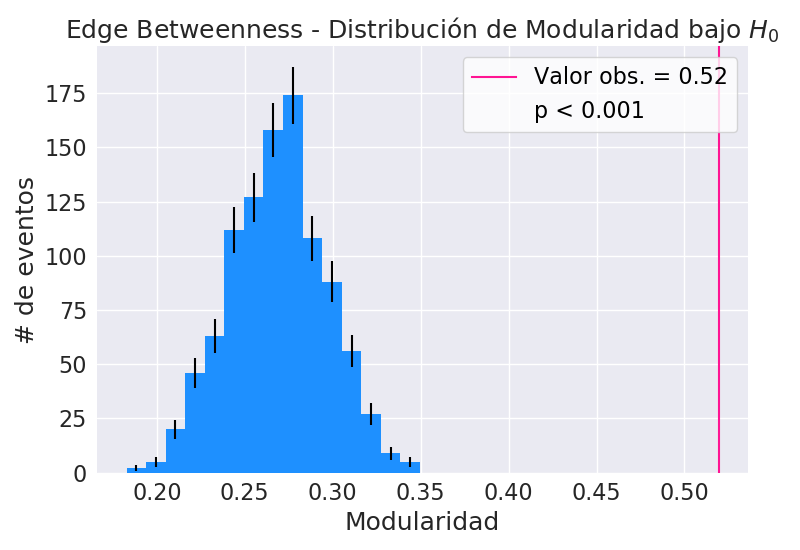 Edge Betweenness - Distribución de Modularidad bajo $H_0$
Valor obs. = 0.52
p < 0.001
# de eventos
175
150
125
100
75
50
25
0
0.20 0.25 0.30 0.35 0.40 0.45 0.50
Modularidad